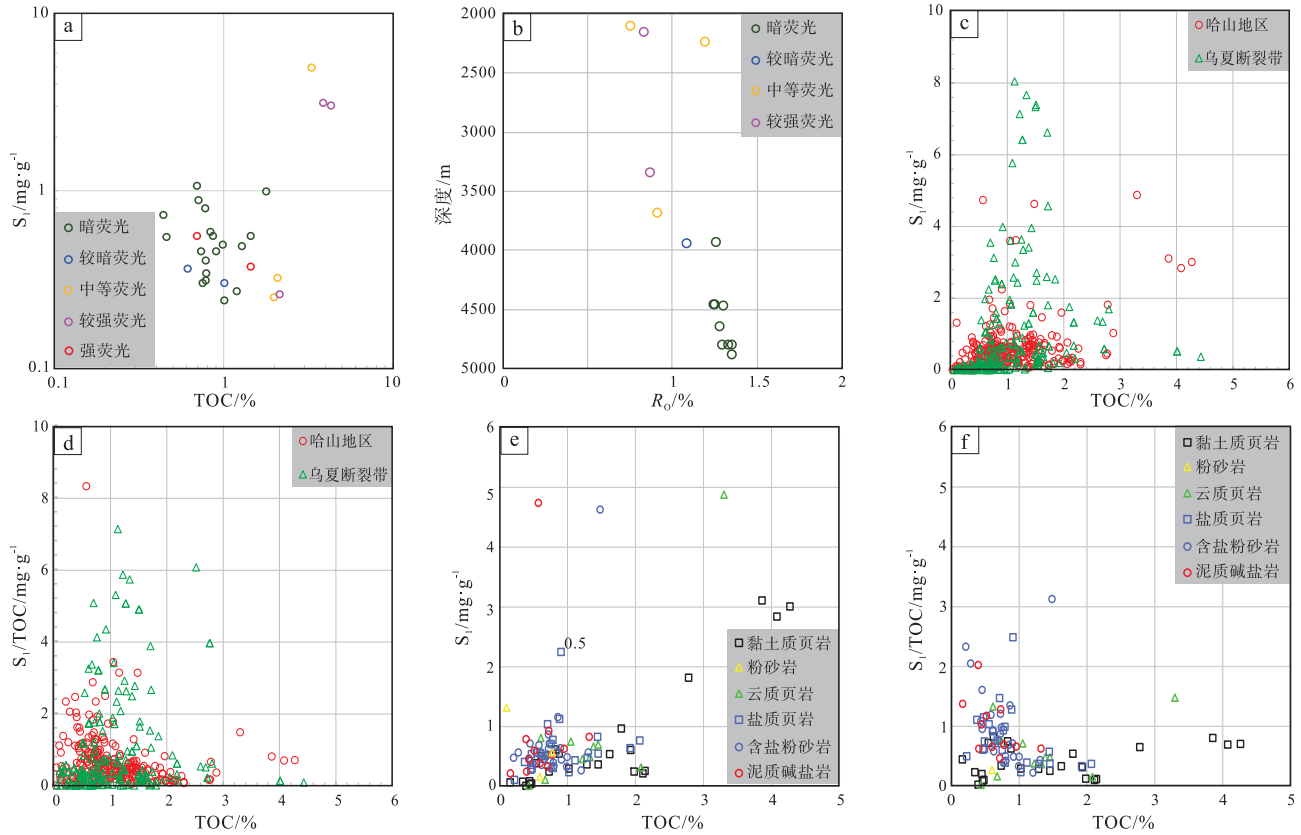 a
S₁/mg·g⁻¹
10
1
0.1
0.1
1
10
TOC/%
暗荧光
较暗荧光
中等荧光
较强荧光
强荧光
b
深度/m
2000
2500
3000
3500
4000
4500
5000
0
0.5
1
1.5
2
Rₒ/%
暗荧光
较暗荧光
中等荧光
较强荧光
c
S₁/mg·g⁻¹
10
8
6
4
2
0
0
1
2
3
4
5
6
TOC/%
哈山地区
乌夏断裂带
d
S₁/TOC/mg·g⁻¹
10
8
6
4
2
0
0
1
2
3
4
5
6
TOC/%
哈山地区
乌夏断裂带
e
S₁/mg·g⁻¹
6
5
4
3
2
1
0
0
1
2
3
4
5
TOC/%
黏土质页岩
粉砂岩
云质页岩
盐质页岩
含盐粉砂岩
泥质碱盐岩
f
S₁/TOC/mg·g⁻¹
6
5
4
3
2
1
0
0
1
2
3
4
5
TOC/%
黏土质页岩
粉砂岩
云质页岩
盐质页岩
含盐粉砂岩
泥质碱盐岩